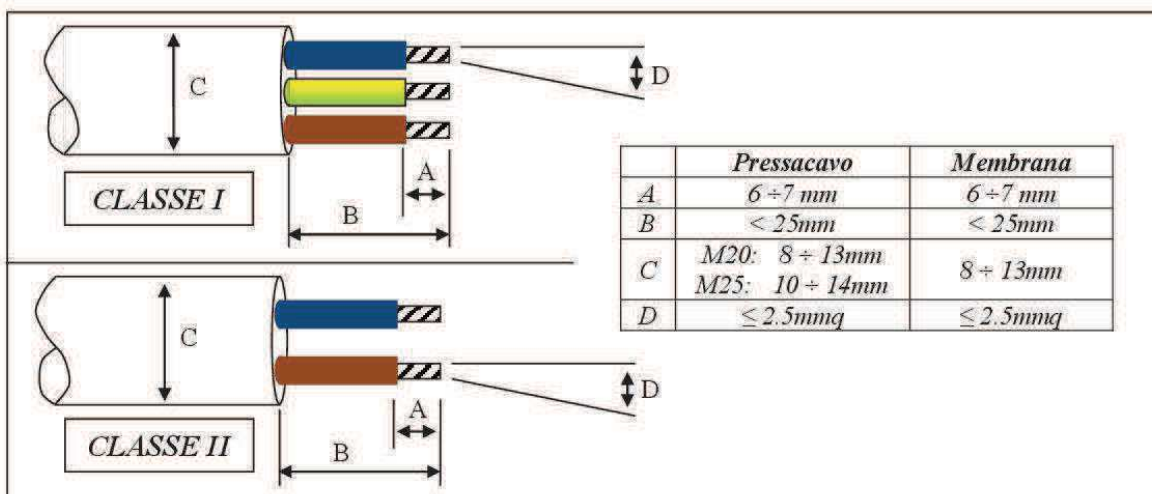 C
D
A
B
CLASSE I
Pressacavo Membrana
A 6 ÷7 mm 6 ÷7 mm
B < 25mm < 25mm
C M20: 8 ÷ 13mm 8 ÷ 13mm
M25: 10 ÷ 14mm
D ≤ 2.5mmq ≤ 2.5mmq
C
D
A
B
CLASSE II